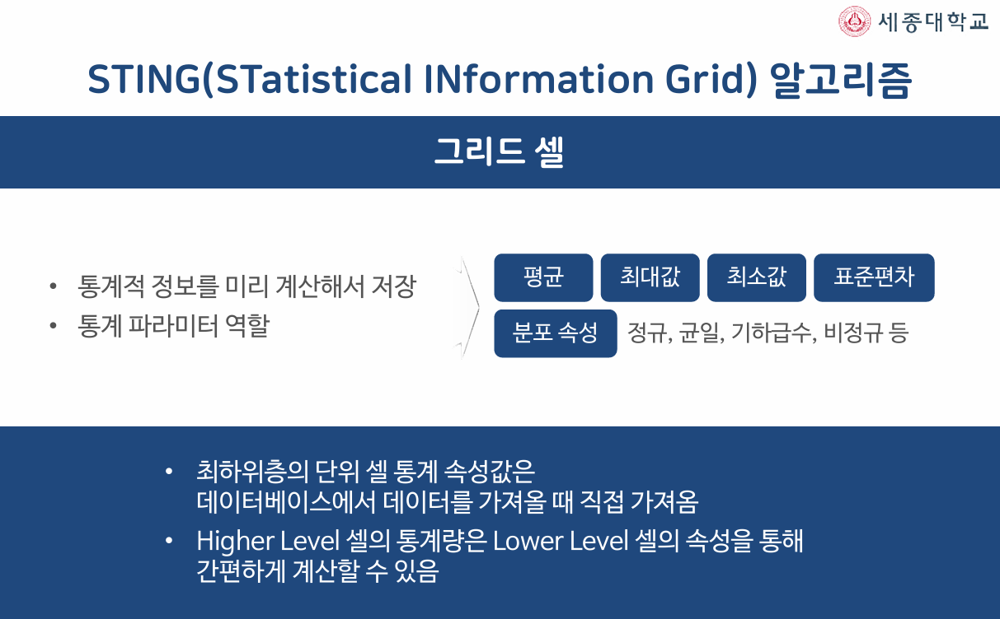 세종대학교
STING(STatistical INformation Grid) 알고리즘
그리드 셀
• 통계적 정보를 미리 계산해서 저장
• 통계 파라미터 역할
평균 최대값 최소값 표준편차
분포 속성 정규, 균일, 기하급수, 비정규 등
• 최하위층의 단위 셀 통계 속성값은
데이터베이스에서 데이터를 가져올 때 직접 가져옴
• Higher Level 셀의 통계량은 Lower Level 셀의 속성을 통해
간편하게 계산할 수 있음